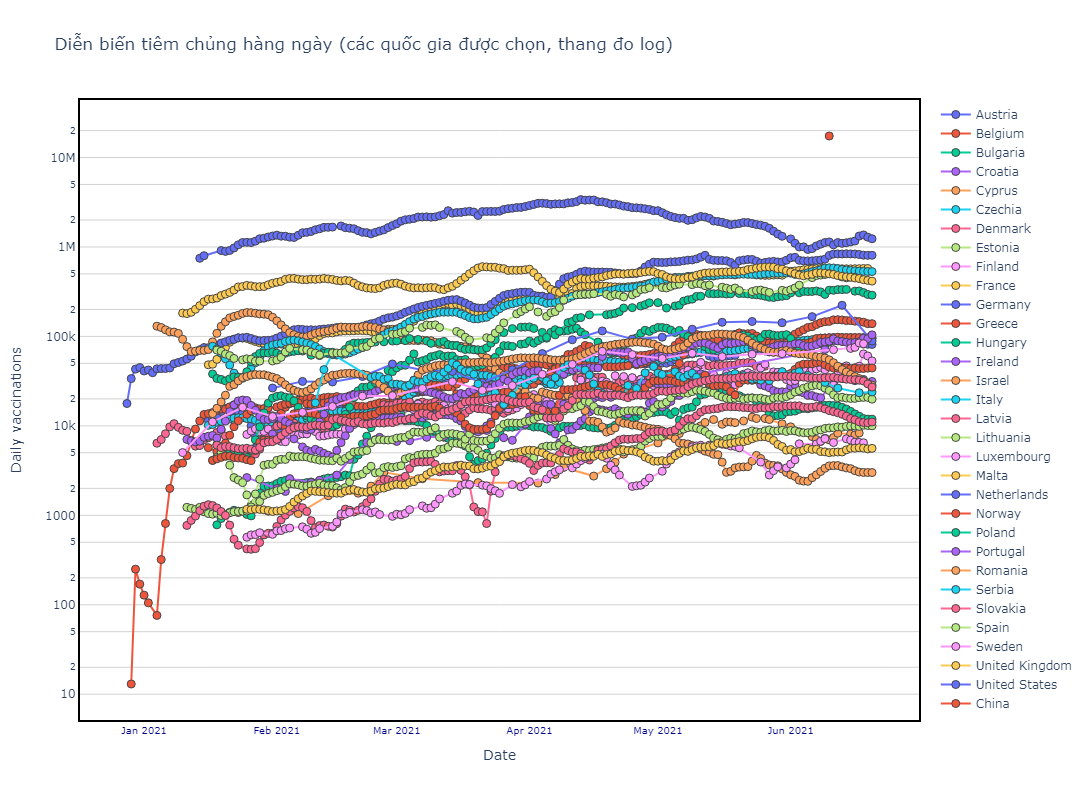 Diễn biến tiêm chủng hàng ngày (các quốc gia được chọn, thang đo log)
2
10M
5
2
1M
5
2
100k
5
2
10k
5
2
1000
5
2
100
5
2
10
Daily vaccinations
Jan 2021
Feb 2021
Mar 2021
Apr 2021
May 2021
Jun 2021
Date
Austria
Belgium
Bulgaria
Croatia
Cyprus
Czechia
Denmark
Estonia
Finland
France
Germany
Greece
Hungary
Ireland
Israel
Italy
Latvia
Lithuania
Luxembourg
Malta
Netherlands
Norway
Poland
Portugal
Romania
Serbia
Slovakia
Spain
Sweden
United Kingdom
United States
China